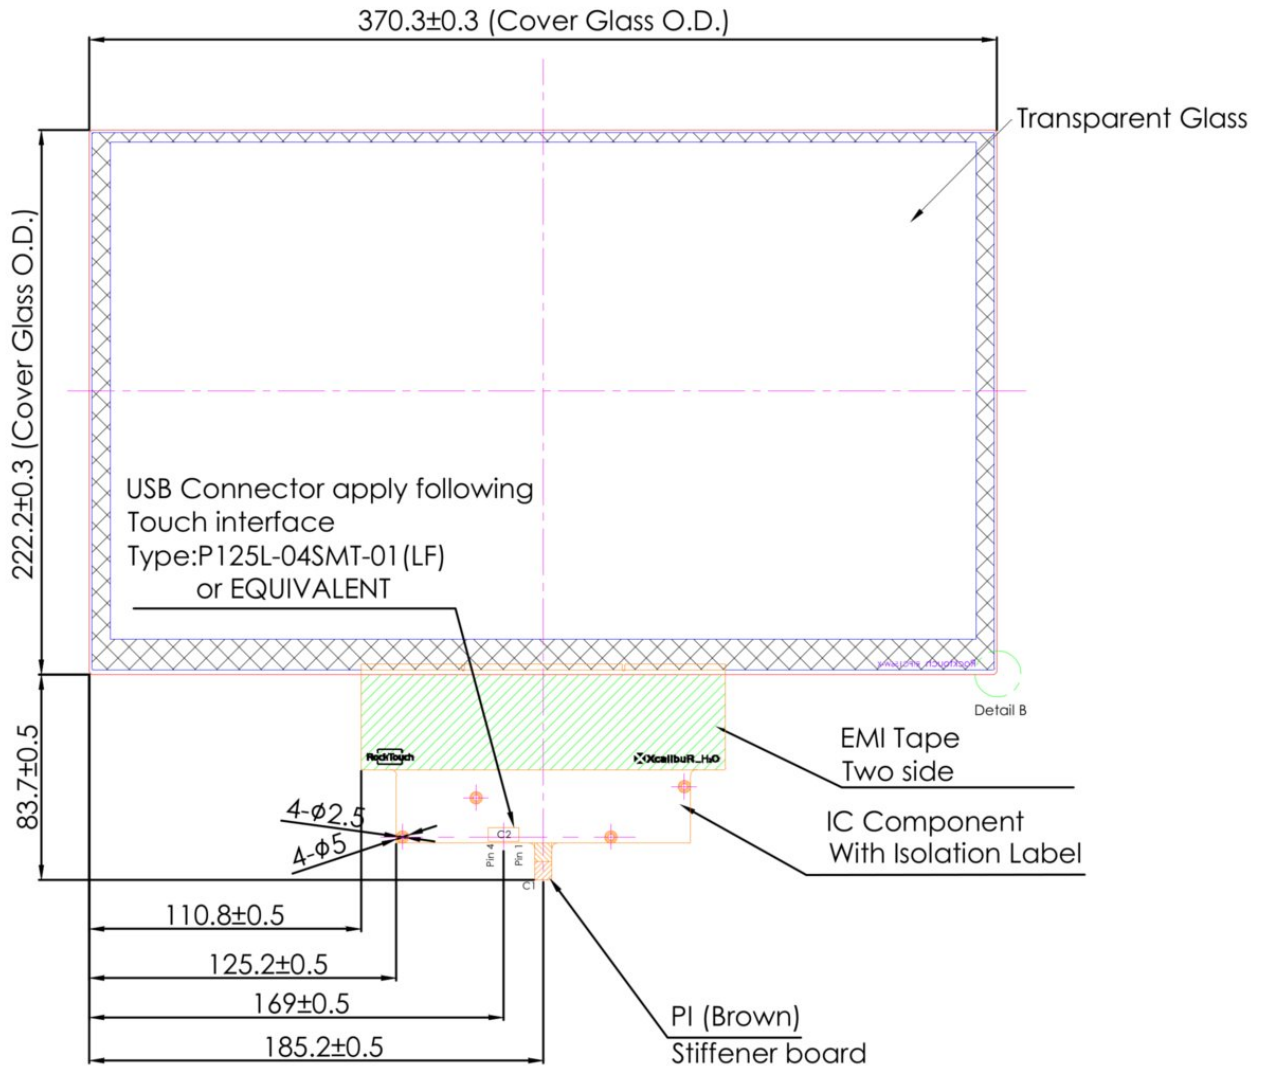 370.3±0.3 (Cover Glass O.D.)
Transparent Glass
222.2±0.3 (Cover Glass O.D.)
USB Connector apply following
Touch interface
Type:P125L-04SMT-01(LF)
or EQUIVALENT
Detail B
83.7±0.5
RockTouch
XcalibuR_H₂O
EMI Tape
Two side
4-ϕ2.5
4-ϕ5
C2
Pin 4
Pin 1
C1
IC Component
With Isolation Label
110.8±0.5
125.2±0.5
169±0.5
185.2±0.5
PI (Brown)
Stiffener board